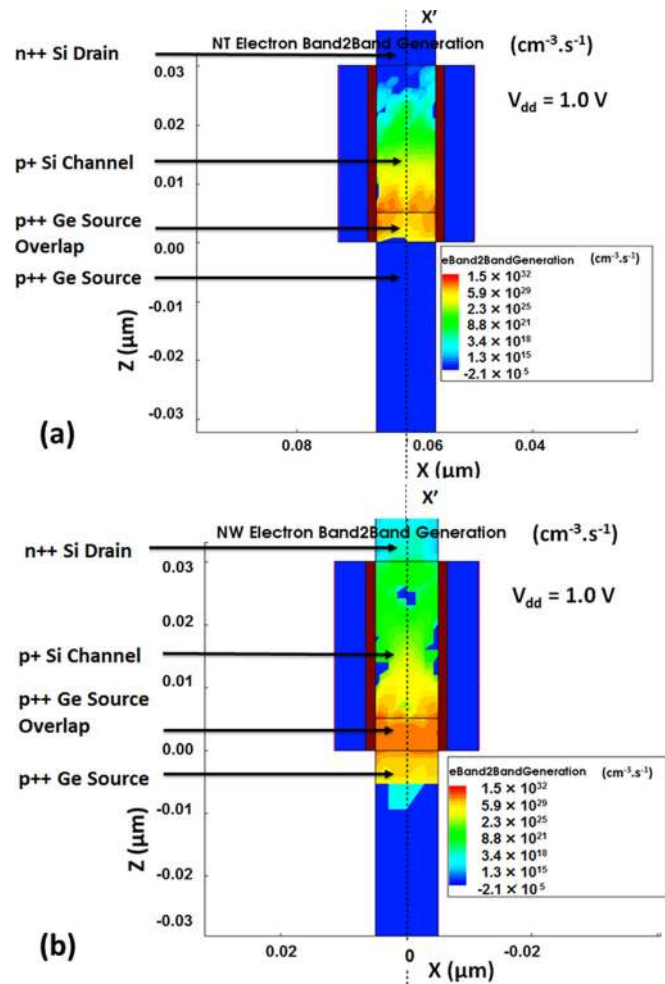 X'
NT Electron Band2Band Generation (cm⁻³.s⁻¹)
n++ Si Drain
V_dd = 1.0 V
0.03
0.02
p+ Si Channel
0.01
p++ Ge Source
Overlap
0.00
p++ Ge Source
eBand2BandGeneration (cm⁻³.s⁻¹)
1.5 × 10³²
5.9 × 10²⁹
2.3 × 10²⁵
8.8 × 10²¹
3.4 × 10¹⁸
1.3 × 10¹⁵
-2.1 × 10⁵
-0.01
-0.02
-0.03
Z (μm)
(a)
0.08 0.06 0.04
X (μm)
X'
NW Electron Band2Band Generation (cm⁻³.s⁻¹)
n++ Si Drain
0.03
V_dd = 1.0 V
0.02
p+ Si Channel
0.01
p++ Ge Source
Overlap
0.00
p++ Ge Source
eBand2BandGeneration (cm⁻³.s⁻¹)
1.5 × 10³²
5.9 × 10²⁹
2.3 × 10²⁵
8.8 × 10²¹
3.4 × 10¹⁸
1.3 × 10¹⁵
-2.1 × 10⁵
-0.01
-0.02
-0.03
Z (μm)
(b)
0.02 0 -0.02
X (μm)